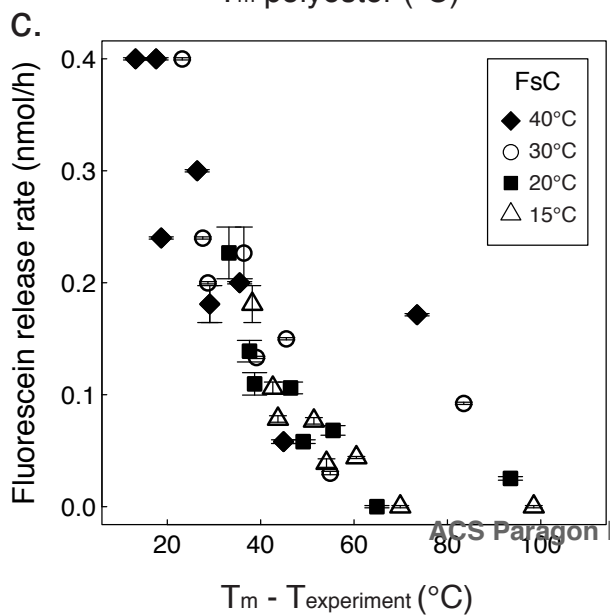 Tm polyester (°C)
C.
0.4
0.3
0.2
0.1
0.0
Fluorescein release rate (nmol/h)
FsC
40°C
30°C
20°C
15°C
20
40
60
80
100
ACS Paragon
Tm - Texperiment (°C)